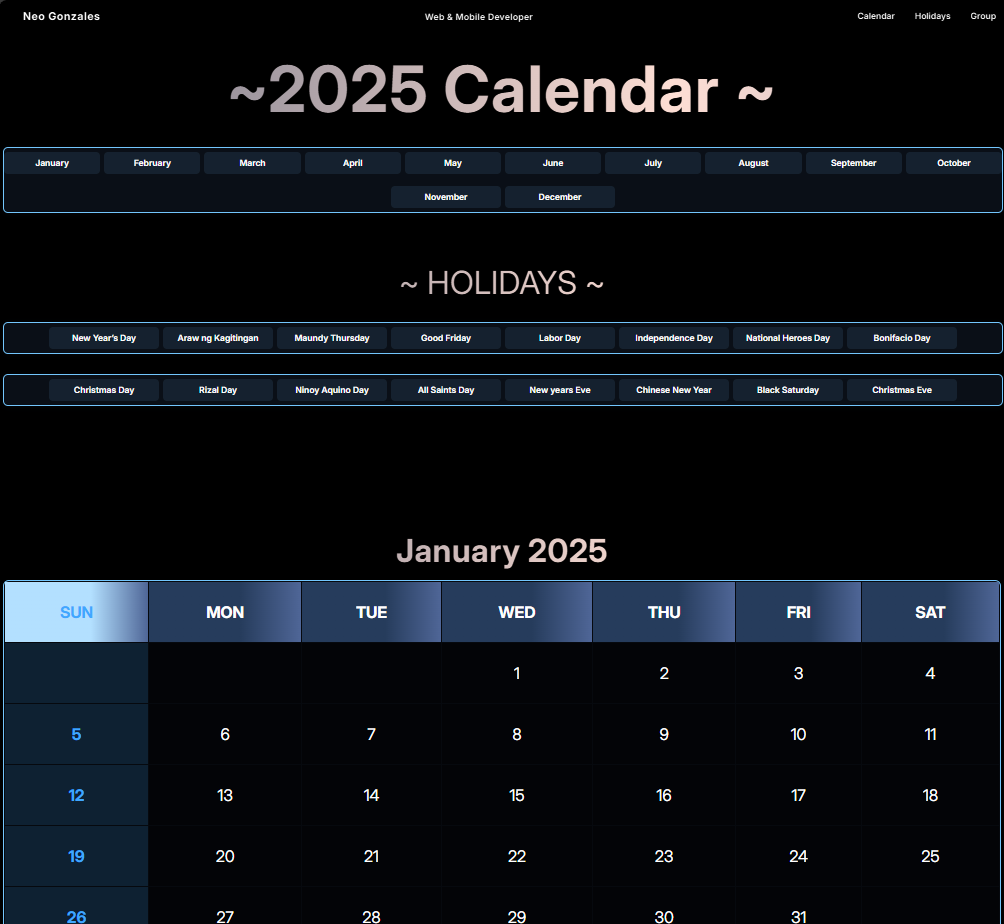 Neo Gonzales Web & Mobile Developer Calendar Holidays Group
~2025 Calendar ~
January February March April May June July August September October
November December
~ HOLIDAYS ~
New Year's Day Araw ng Kagitingan Maundy Thursday Good Friday Labor Day Independence Day National Heroes Day Bonifacio Day
Christmas Day Rizal Day Ninoy Aquino Day All Saints Day New years Eve Chinese New Year Black Saturday Christmas Eve
January 2025
SUN MON TUE WED THU FRI SAT
1 2 3 4
5 6 7 8 9 10 11
12 13 14 15 16 17 18
19 20 21 22 23 24 25
26 27 28 29 30 31